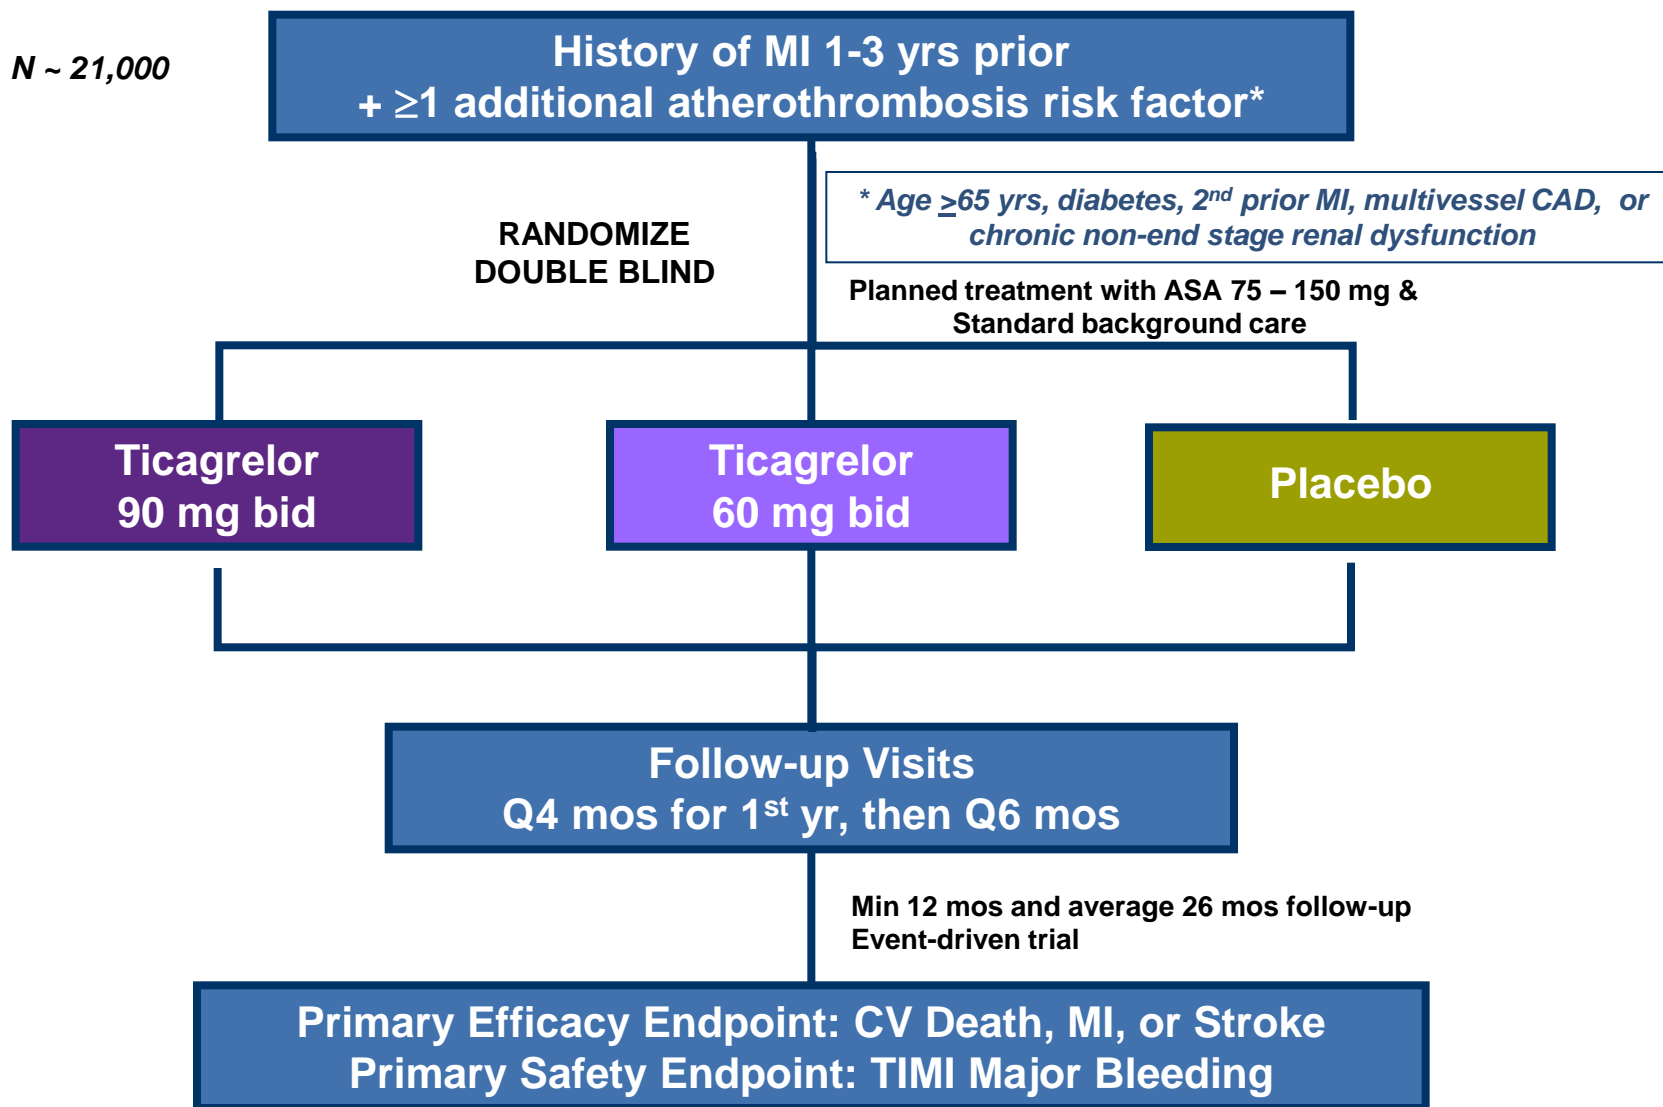 N ~ 21,000
History of MI 1-3 yrs prior
+ ≥1 additional atherothrombosis risk factor*
* Age ≥65 yrs, diabetes, 2nd prior MI, multivessel CAD, or
chronic non-end stage renal dysfunction
RANDOMIZE
DOUBLE BLIND
Planned treatment with ASA 75 – 150 mg &
Standard background care
Ticagrelor
90 mg bid
Ticagrelor
60 mg bid
Placebo
Follow-up Visits
Q4 mos for 1st yr, then Q6 mos
Min 12 mos and average 26 mos follow-up
Event-driven trial
Primary Efficacy Endpoint: CV Death, MI, or Stroke
Primary Safety Endpoint: TIMI Major Bleeding